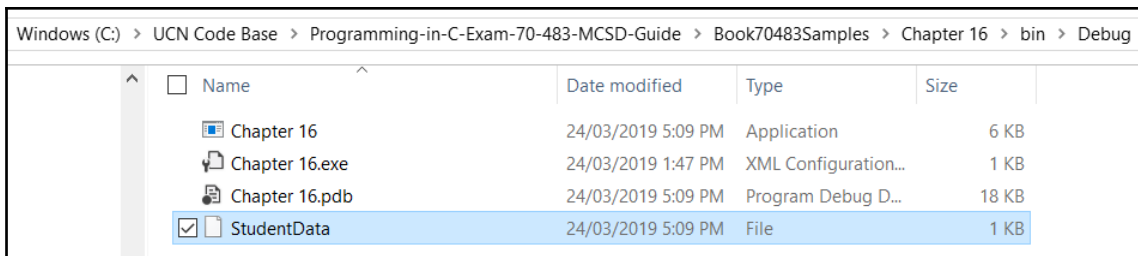 Windows (C:) > UCN Code Base > Programming-in-C-Exam-70-483-MCSD-Guide > Book70483Samples > Chapter 16 > bin > Debug
Name Date modified Type Size
Chapter 16 24/03/2019 5:09 PM Application 6 KB
Chapter 16.exe 24/03/2019 1:47 PM XML Configuration... 1 KB
Chapter 16.pdb 24/03/2019 5:09 PM Program Debug D... 18 KB
StudentData 24/03/2019 5:09 PM File 1 KB